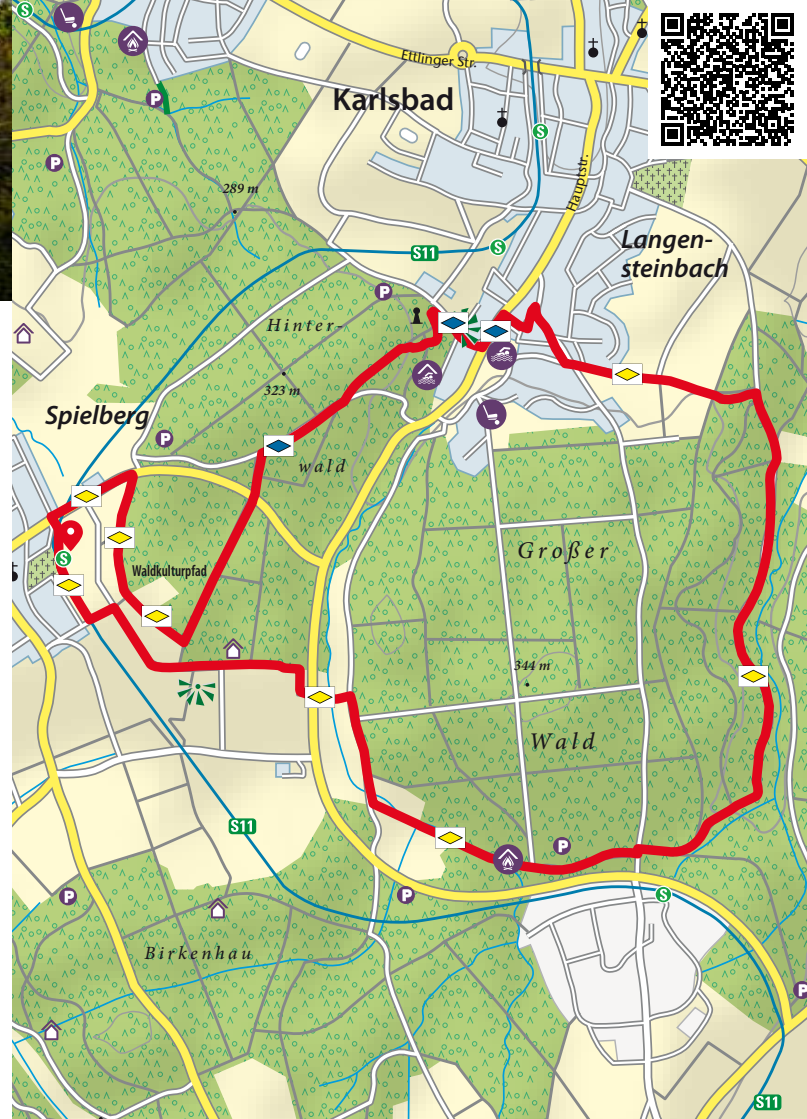 S
Ettlinger Str.
P
Karlsbad
S
P
Hauptstr.
289 m
Langen-
steinbach
S11
S
P
Hinter-
323 m
Spielberg
P
wald
Großer
S
Waldkulturpfad
344 m
Wald
S11
P
P
P
S
Birkenhau
P
S11